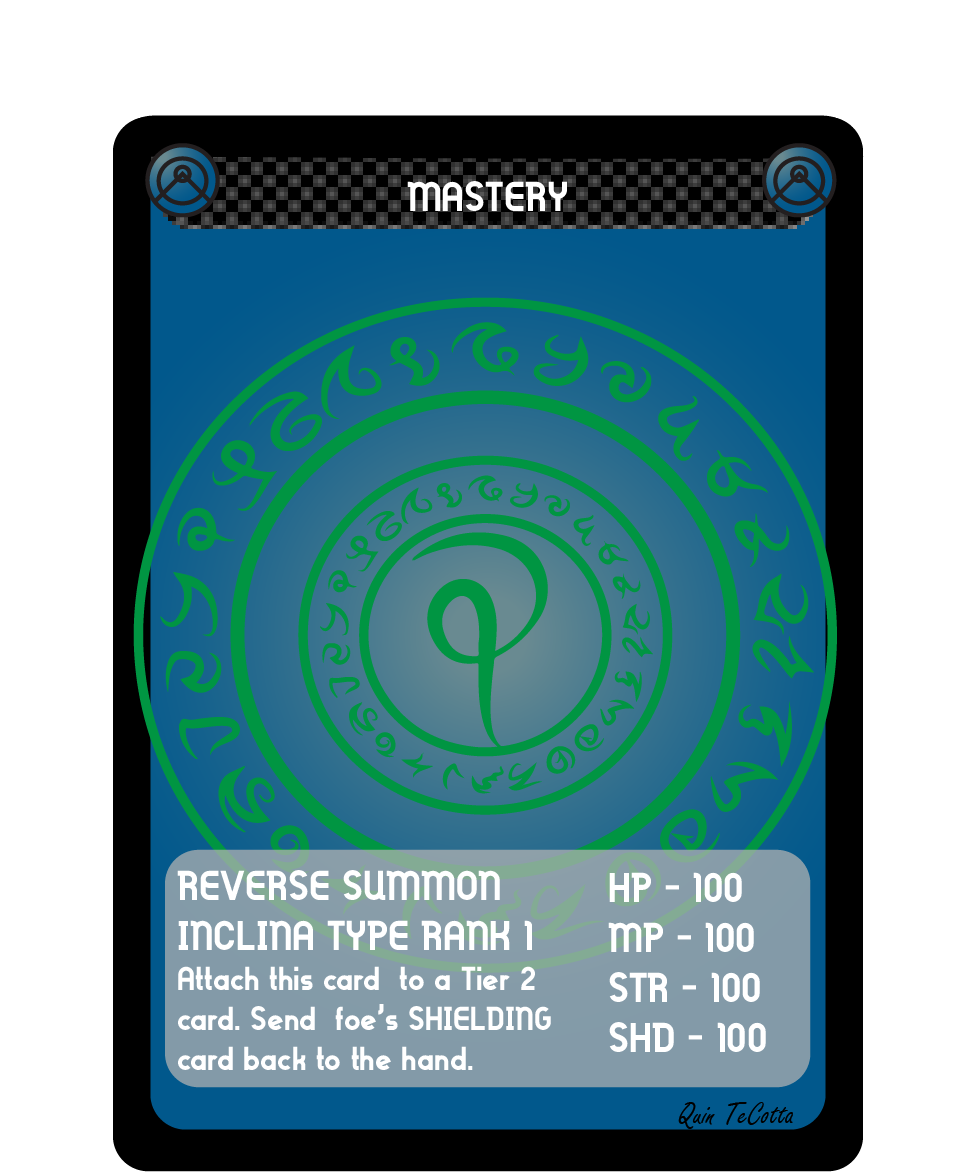 MASTERY
REVERSE SUMMON
INCLINA TYPE RANK 1
Attach this card to a Tier 2
card. Send foe's SHIELDING
card back to the hand.
HP - 100
MP - 100
STR - 100
SHD - 100
Quin TeCotta